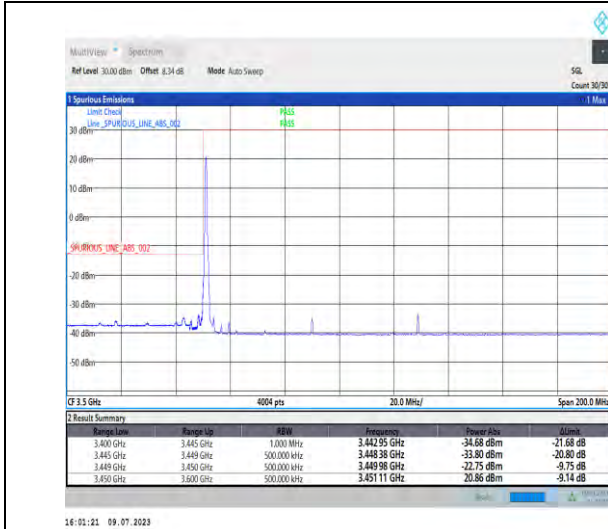 MultiView Spectrum
Ref Level 30.00 dBm Offset 8.34 dB Mode Auto Sweep SGL
Count 30/30
1 Spurious Emissions 1 Max
Limit Check PASS
Line _SPURIOUS_LINE_ABS_002 PASS
30 dBm
20 dBm
10 dBm
0 dBm
_SPURIOUS_LINE_ABS_002
-20 dBm
-30 dBm
-40 dBm
-50 dBm
CF 3.5 GHz 4004 pts 20.0 MHz/ Span 200.0 MHz
2 Result Summary
Range Low Range Up RBW Frequency Power Abs ΔLimit
3.400 GHz 3.445 GHz 1.000 MHz 3.442 95 GHz -34.68 dBm -21.68 dB
3.445 GHz 3.449 GHz 500.000 kHz 3.448 38 GHz -33.80 dBm -20.80 dB
3.449 GHz 3.450 GHz 500.000 kHz 3.449 98 GHz -22.75 dBm -9.75 dB
3.450 GHz 3.600 GHz 500.000 kHz 3.451 11 GHz 20.86 dBm -9.14 dB
16:01:21 09.07.2023